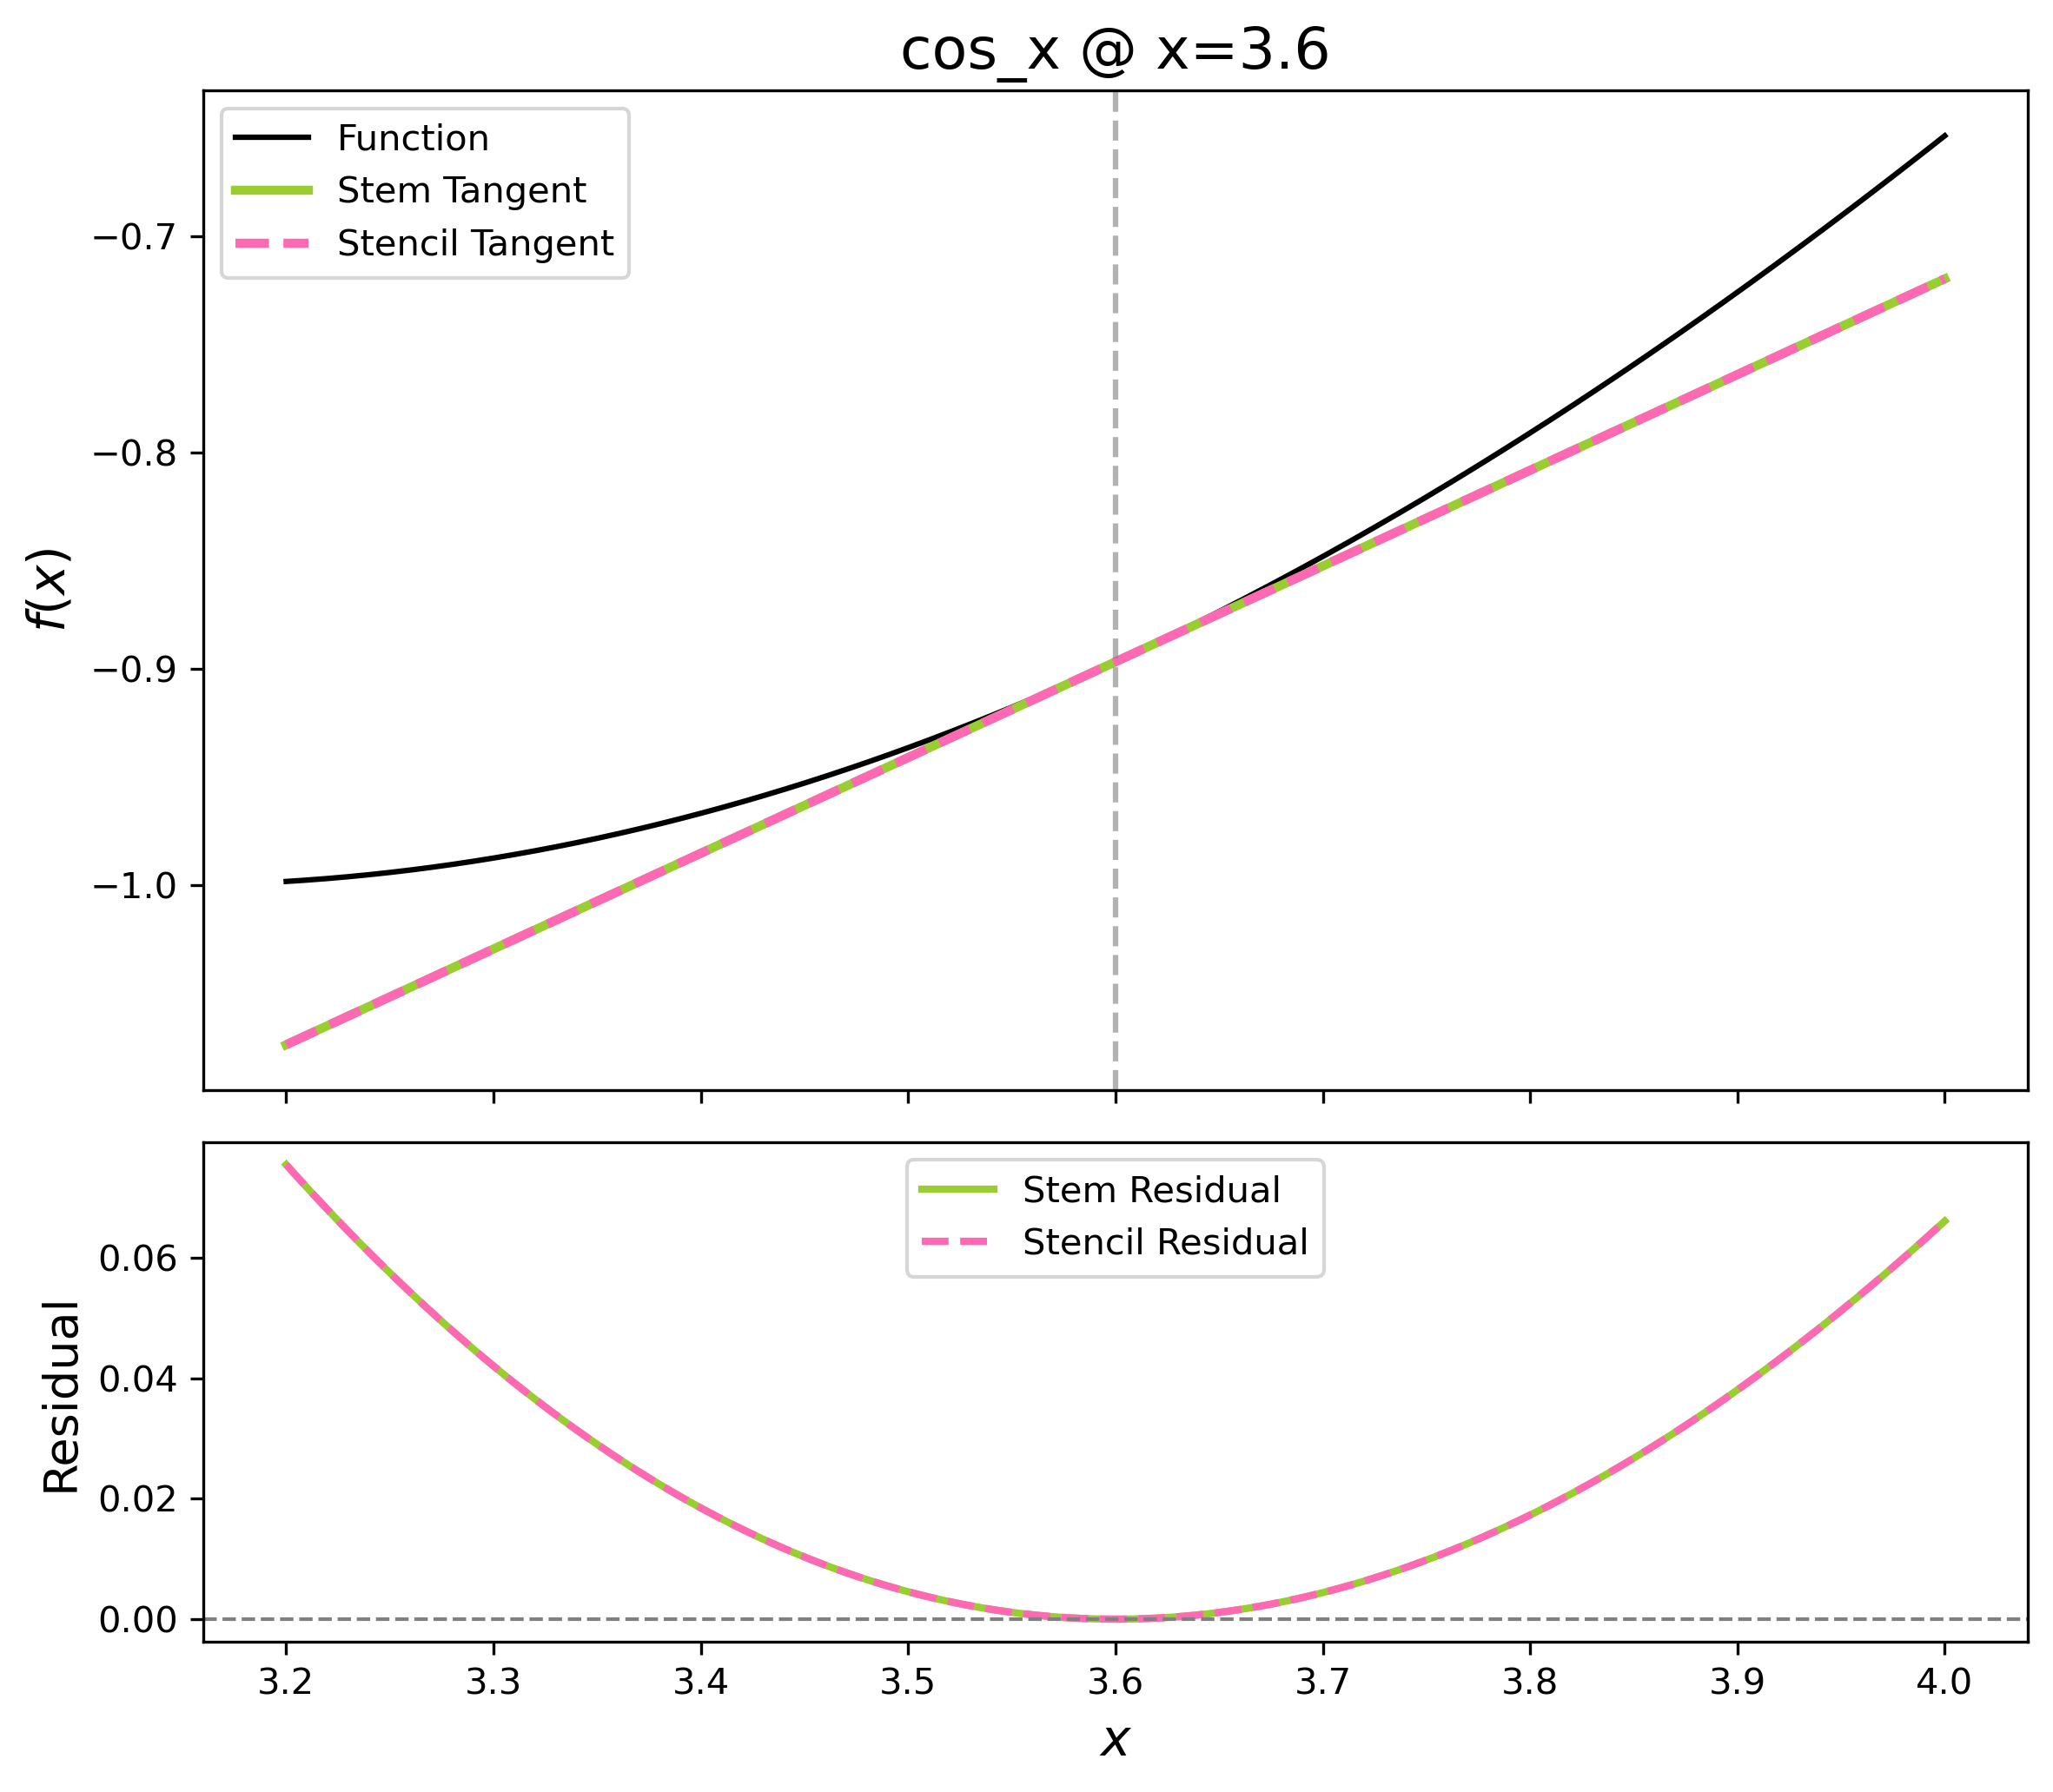 cos_x @ x=3.6
Function
Stem Tangent
Stencil Tangent
f(x)
−0.7
−0.8
−0.9
−1.0
Stem Residual
Stencil Residual
Residual
0.06
0.04
0.02
0.00
3.2 3.3 3.4 3.5 3.6 3.7 3.8 3.9 4.0
x